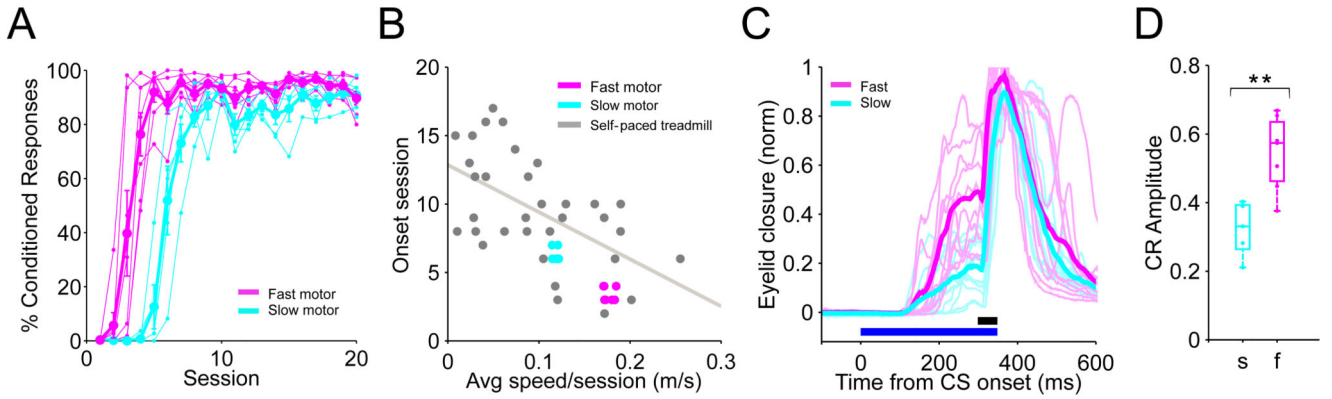 A
% Conditioned Responses
100
80
60
40
20
0
0
10
20
Session
Fast motor
Slow motor
B
Onset session
20
15
10
5
0
0
0.1
0.2
0.3
Avg speed/session (m/s)
Fast motor
Slow motor
Self-paced treadmill
C
Eyelid closure (norm)
1
0.8
0.6
0.4
0.2
0
0
200
400
600
Time from CS onset (ms)
Fast
Slow
D
CR Amplitude
0.8
0.6
0.4
0.2
0
**
s
f